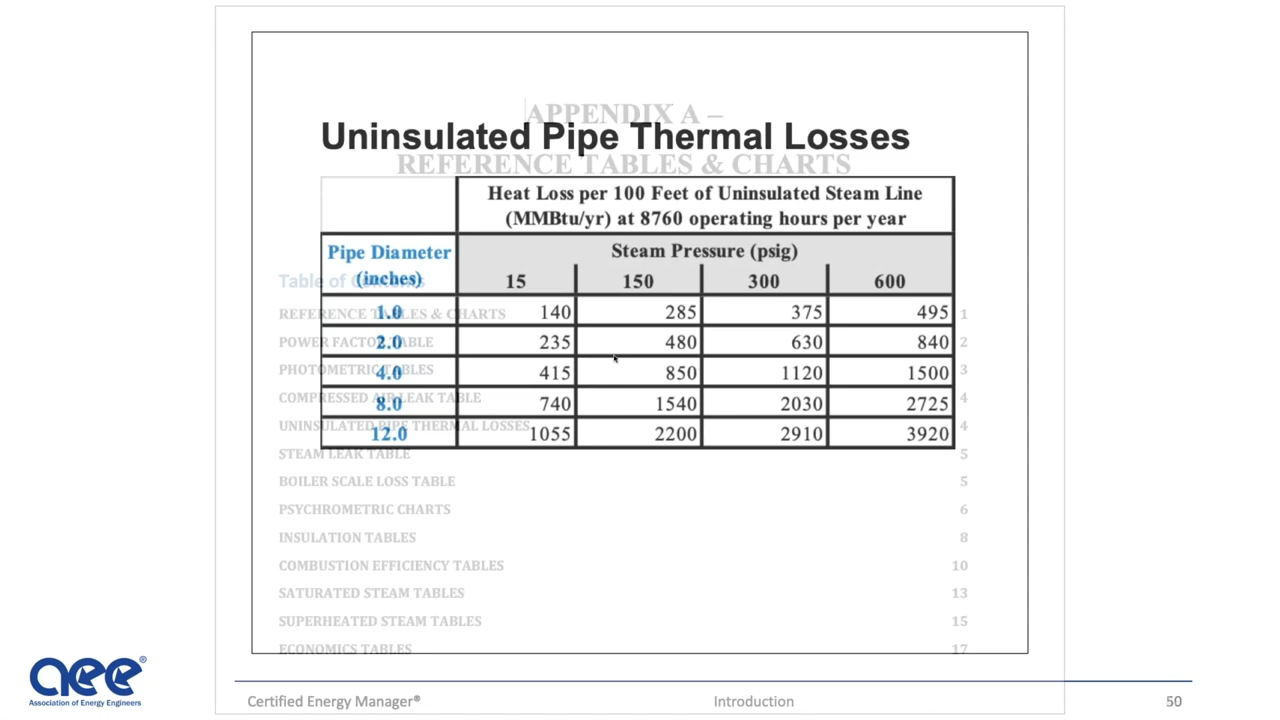 APPENDIX A –
Uninsulated Pipe Thermal Losses
REFERENCE TABLES & CHARTS
Heat Loss per 100 Feet of Uninsulated Steam Line
(MMBtu/yr) at 8760 operating hours per year
Pipe Diameter
(inches)
Steam Pressure (psig)
15 150 300 600
Table of Contents
1.0 140 285 375 495
REFERENCE TABLES & CHARTS 1
2.0 235 480 630 840
POWER FACTOR TABLE 2
4.0 415 850 1120 1500
PHOTOMETRIC TABLES 3
8.0 740 1540 2030 2725
COMPRESSED AIR LEAK TABLE 4
12.0 1055 2200 2910 3920
UNINSULATED PIPE THERMAL LOSSES 4
STEAM LEAK TABLE 5
BOILER SCALE LOSS TABLE 5
PSYCHROMETRIC CHARTS 6
INSULATION TABLES 8
COMBUSTION EFFICIENCY TABLES 10
SATURATED STEAM TABLES 13
SUPERHEATED STEAM TABLES 15
ECONOMICS TABLES 17
aee®
Association of Energy Engineers
Certified Energy Manager® Introduction 50